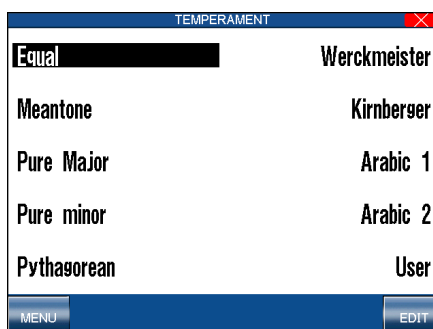 TEMPERAMENT
Equal Werckmeister
Meantone Kirnberger
Pure Major Arabic 1
Pure minor Arabic 2
Pythagorean User
MENU EDIT